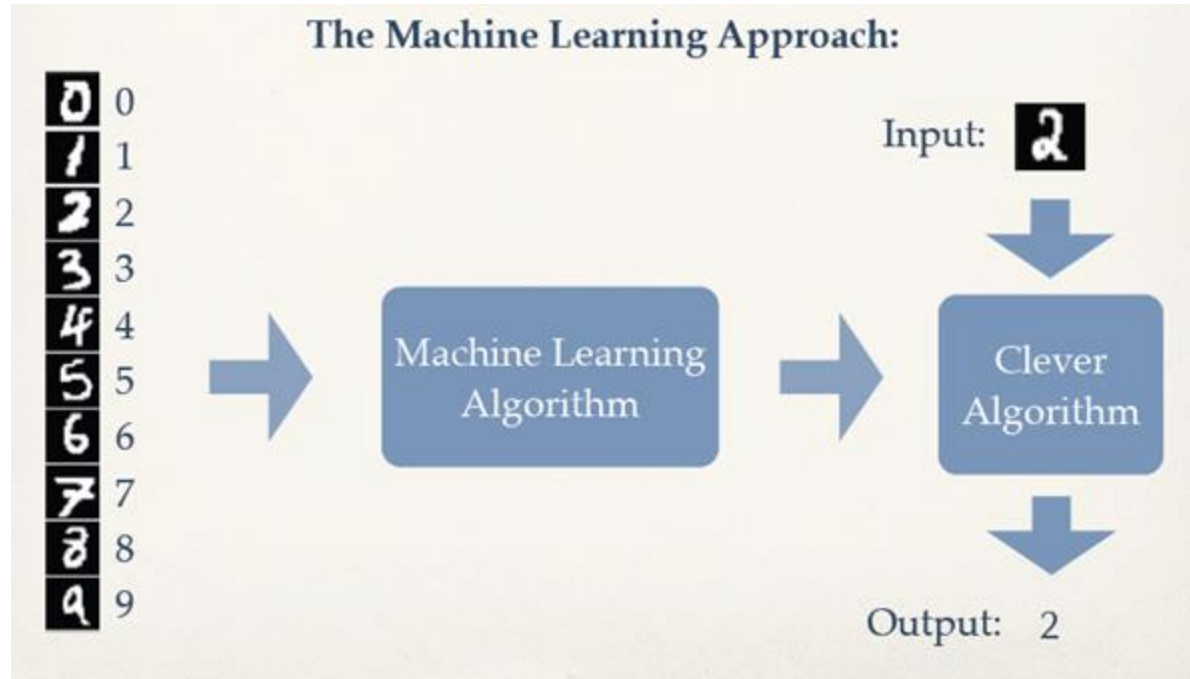 The Machine Learning Approach:
0 0
1 1
2 2
3 3
4 4
5 5
6 6
7 7
8 8
9 9
Machine Learning
Algorithm
Input: 2
Clever
Algorithm
Output: 2